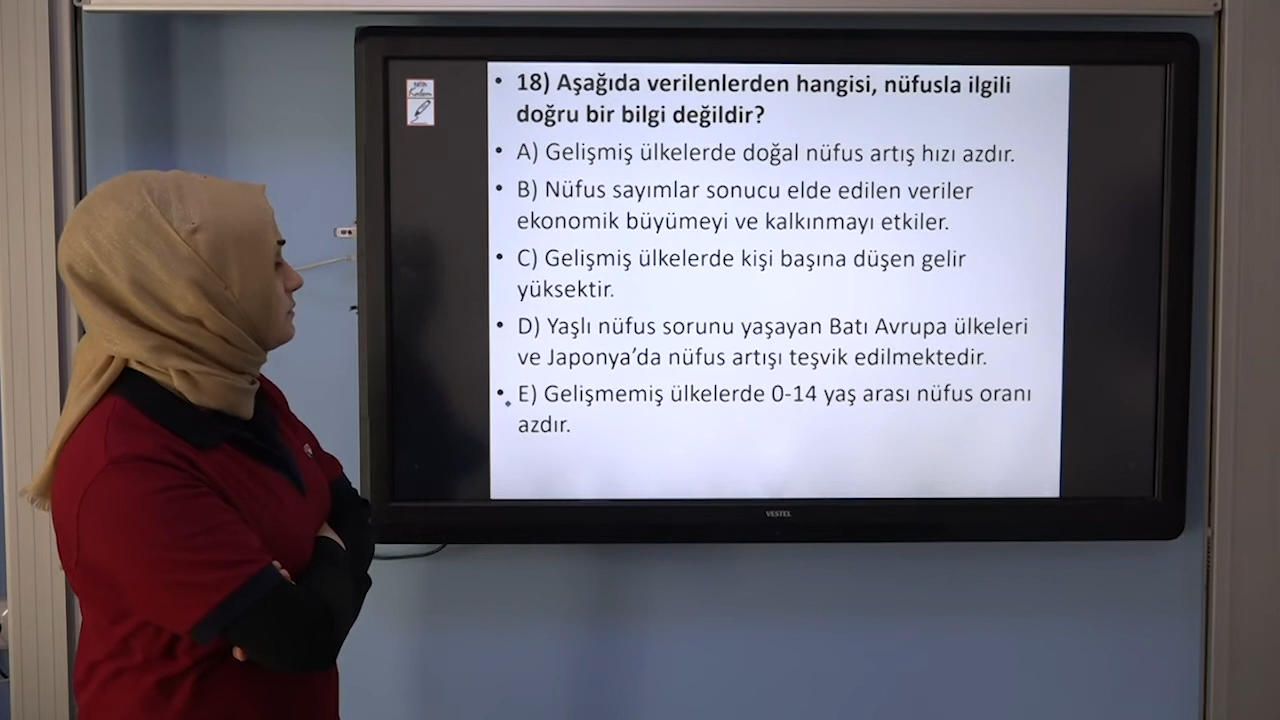 FATİH
Kalem
• 18) Aşağıda verilenlerden hangisi, nüfusla ilgili
doğru bir bilgi değildir?
• A) Gelişmiş ülkelerde doğal nüfus artış hızı azdır.
• B) Nüfus sayımlar sonucu elde edilen veriler
ekonomik büyümeyi ve kalkınmayı etkiler.
• C) Gelişmiş ülkelerde kişi başına düşen gelir
yüksektir.
• D) Yaşlı nüfus sorunu yaşayan Batı Avrupa ülkeleri
ve Japonya’da nüfus artışı teşvik edilmektedir.
• E) Gelişmemiş ülkelerde 0-14 yaş arası nüfus oranı
azdır.
VESTEL